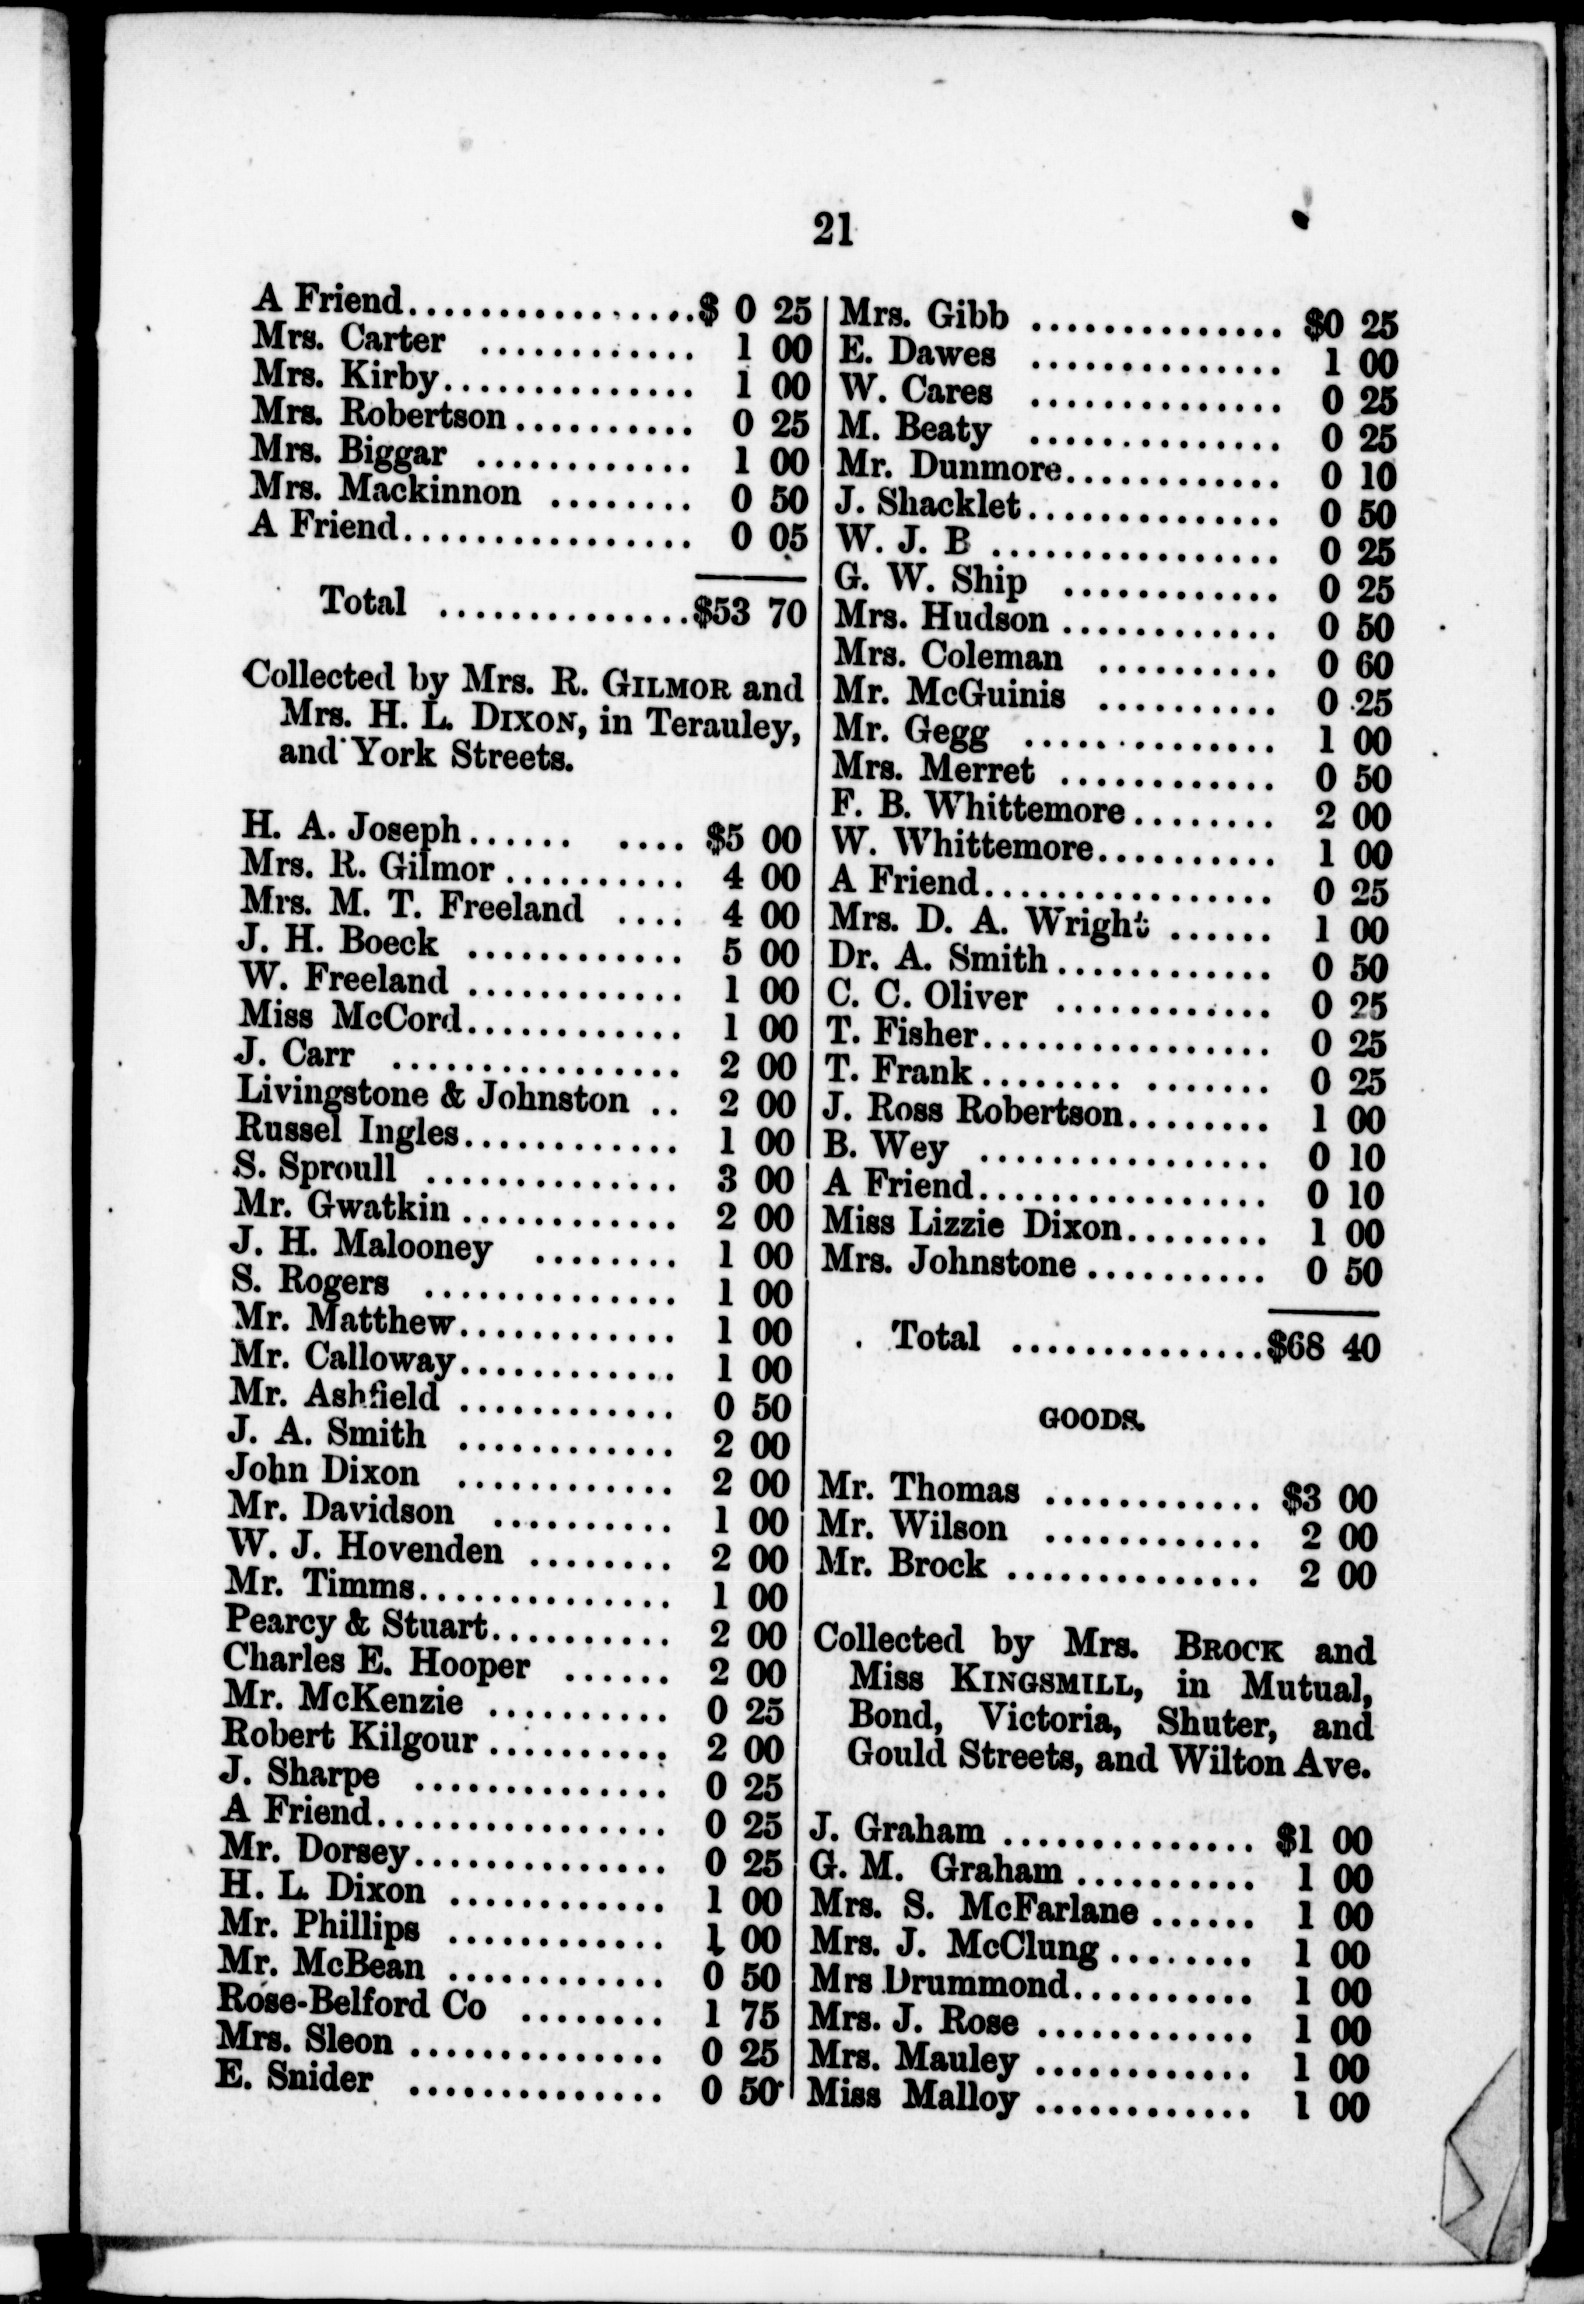 21
A Friend................$ 0 25
Mrs. Carter ............ 1 00
Mrs. Kirby.............. 1 00
Mrs. Robertson.......... 0 25
Mrs. Biggar ............ 1 00
Mrs. Mackinnon ........ 0 50
A Friend................ 0 05
Total ..............$53 70
Collected by Mrs. R. GILMOR and
Mrs. H. L. DIXON, in Terauley,
and York Streets.
H. A. Joseph...... .... $5 00
Mrs. R. Gilmor.......... 4 00
Mrs. M. T. Freeland .... 4 00
J. H. Boeck ............ 5 00
W. Freeland ............ 1 00
Miss McCord............ 1 00
J. Carr ................ 2 00
Livingstone & Johnston .. 2 00
Russel Ingles............ 1 00
S. Sproull .............. 3 00
Mr. Gwatkin ............ 2 00
J. H. Malooney ........ 1 00
S. Rogers .............. 1 00
Mr. Matthew............ 1 00
Mr. Calloway............ 1 00
Mr. Ashfield ............ 0 50
J. A. Smith ............ 2 00
John Dixon ............ 2 00
Mr. Davidson .......... 1 00
W. J. Hovenden ........ 2 00
Mr. Timms.............. 1 00
Pearcy & Stuart.......... 2 00
Charles E. Hooper ...... 2 00
Mr. McKenzie .......... 0 25
Robert Kilgour.......... 2 00
J. Sharpe .............. 0 25
A Friend................ 0 25
Mr. Dorsey.............. 0 25
H. L. Dixon ............ 1 00
Mr. Phillips ............ 1 00
Mr. McBean ............ 0 50
Rose-Belford Co ........ 1 75
Mrs. Sleon .............. 0 25
E. Snider .............. 0 50
Mrs. Gibb .............. $0 25
E. Dawes .............. 1 00
W. Cares .............. 0 25
M. Beaty .............. 0 25
Mr. Dunmore............ 0 10
J. Shacklet.............. 0 50
W. J. B ................ 0 25
G. W. Ship ............ 0 25
Mrs. Hudson ............ 0 50
Mrs. Coleman .......... 0 60
Mr. McGuinis .......... 0 25
Mr. Gegg .............. 1 00
Mrs. Merret ............ 0 50
F. B. Whittemore........ 2 00
W. Whittemore.......... 1 00
A Friend................ 0 25
Mrs. D. A. Wright ...... 1 00
Dr. A. Smith............ 0 50
C. C. Oliver ............ 0 25
T. Fisher................ 0 25
T. Frank........ ....... 0 25
J. Ross Robertson........ 1 00
B. Wey ................ 0 10
A Friend................ 0 10
Miss Lizzie Dixon........ 1 00
Mrs. Johnstone .......... 0 50
Total ..............$68 40
GOODS.
Mr. Thomas ............ $3 00
Mr. Wilson ............ 2 00
Mr. Brock .............. 2 00
Collected by Mrs. BROCK and
Miss KINGSMILL, in Mutual,
Bond, Victoria, Shuter, and
Gould Streets, and Wilton Ave.
J. Graham .............. $1 00
G. M. Graham .......... 1 00
Mrs. S. McFarlane ...... 1 00
Mrs. J. McClung ........ 1 00
Mrs Drummond.......... 1 00
Mrs. J. Rose ............ 1 00
Mrs. Mauley ............ 1 00
Miss Malloy ............ 1 00